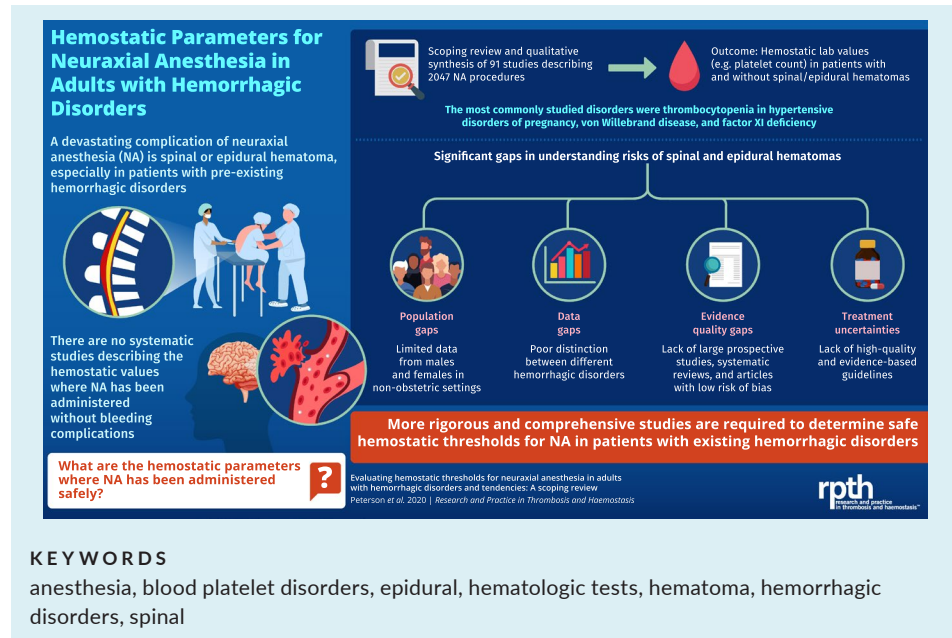 Hemostatic Parameters for
Neuraxial Anesthesia in
Adults with Hemorrhagic
Disorders
A devastating complication of neuraxial
anesthesia (NA) is spinal or epidural hematoma,
especially in patients with pre-existing
hemorrhagic disorders
There are no systematic
studies describing the
hemostatic values
where NA has been
administered
without bleeding
complications
What are the hemostatic parameters
where NA has been administered
safely?
?
Scoping review and qualitative
synthesis of 91 studies describing
2047 NA procedures
Outcome: Hemostatic lab values
(e.g. platelet count) in patients with
and without spinal/epidural hematomas
The most commonly studied disorders were thrombocytopenia in hypertensive
disorders of pregnancy, von Willebrand disease, and factor XI deficiency
Significant gaps in understanding risks of spinal and epidural hematomas
Population
gaps
Limited data
from males
and females in
non-obstetric settings
Data
gaps
Poor distinction
between different
hemorrhagic disorders
Evidence
quality gaps
Lack of large prospective
studies, systematic
reviews, and articles
with low risk of bias
Treatment
uncertainties
Lack of high-quality
and evidence-based
guidelines
More rigorous and comprehensive studies are required to determine safe
hemostatic thresholds for NA in patients with existing hemorrhagic disorders
Evaluating hemostatic thresholds for neuraxial anesthesia in adults
with hemorrhagic disorders and tendencies: A scoping review
Peterson et al. 2020 | Research and Practice in Thrombosis and Haemostasis
rpth
research and practice
in thrombosis and haemostasis™
KEYWORDS
anesthesia, blood platelet disorders, epidural, hematologic tests, hematoma, hemorrhagic
disorders, spinal